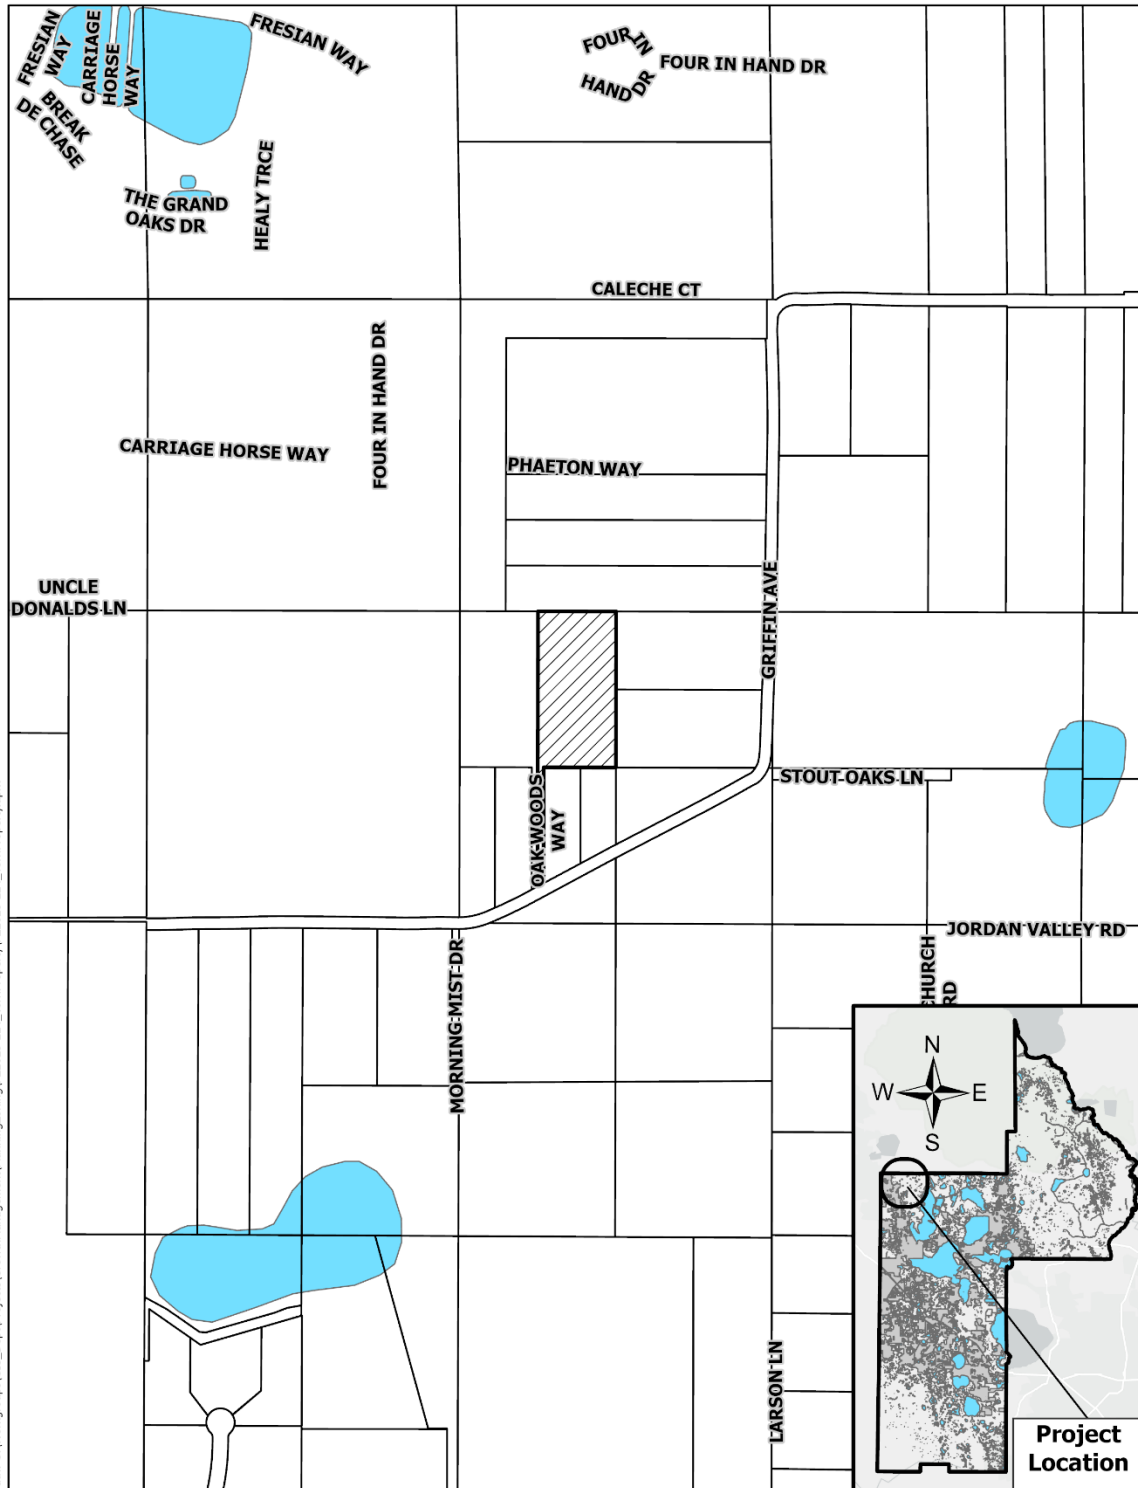 FRESIAN
WAY
CARRIAGE
HORSE
WAY
FRESIAN WAY
BREAK
DE CHASE
THE GRAND
OAKS DR
HEALY TRCE
FOUR IN
HAND DR
FOUR IN HAND DR
CALECHE CT
FOUR IN HAND DR
CARRIAGE HORSE WAY
PHAETON WAY
UNCLE
DONALDS LN
GRIFFIN AVE
OAK WOODS
WAY
STOUT OAKS LN
JORDAN VALLEY RD
CHURCH
RD
MORNING MIST DR
LARSON LN
N
W E
S
Project
Location